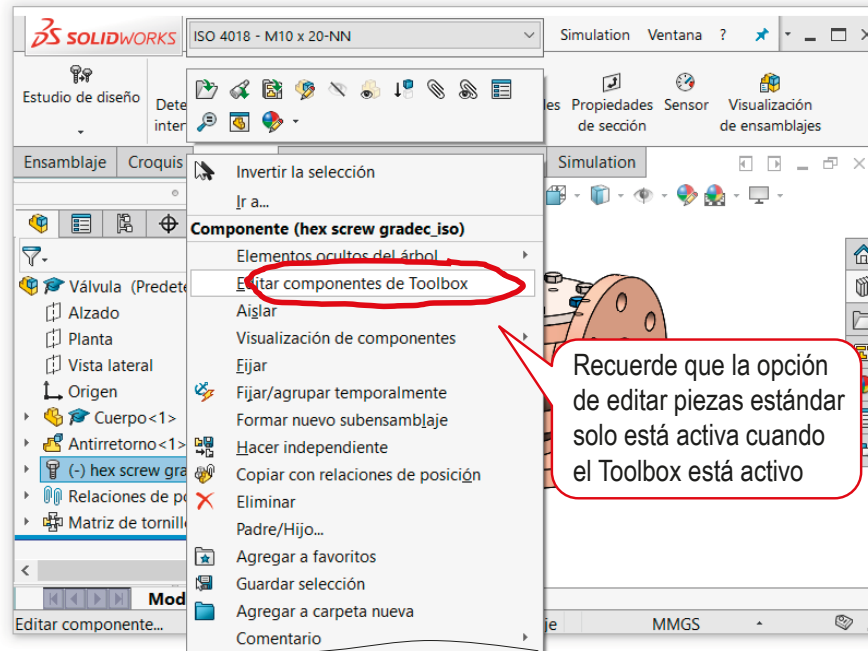 SOLIDWORKS
ISO 4018 - M10 x 20-NN
Simulation Ventana ?
Estudio de diseño
Propiedades de sección
Sensor
Visualización de ensamblajes
Ensamblaje Croquis
Simulation
Invertir la selección
Ir a...
Componente (hex screw gradec_iso)
Elementos ocultos del árbol
Editar componentes de Toolbox
Aislar
Visualización de componentes
Fijar
Fijar/agrupar temporalmente
Formar nuevo subensamblaje
Hacer independiente
Copiar con relaciones de posición
Eliminar
Padre/Hijo...
Agregar a favoritos
Guardar selección
Agregar a carpeta nueva
Comentario
Válvula (Predete
Alzado
Planta
Vista lateral
Origen
Cuerpo<1>
Antirretorno<1>
(-) hex screw gra
Relaciones de po
Matriz de tornill
Recuerde que la opción
de editar piezas estándar
solo está activa cuando
el Toolbox está activo
Mod
Editar componente...
je
MMGS